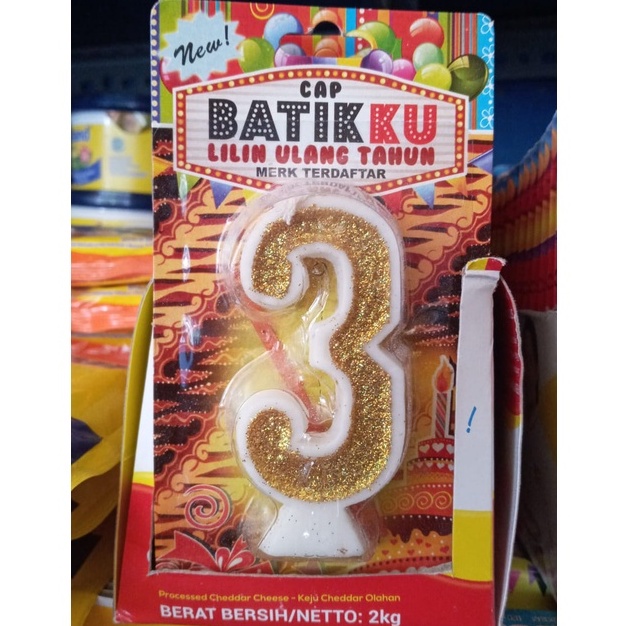 New!
CAP
BATIKKU
LILIN ULANG TAHUN
MERK TERDAFTAR
3
Processed Cheddar Cheese - Keju Cheddar Olahan
BERAT BERSIH/NETTO: 2kg